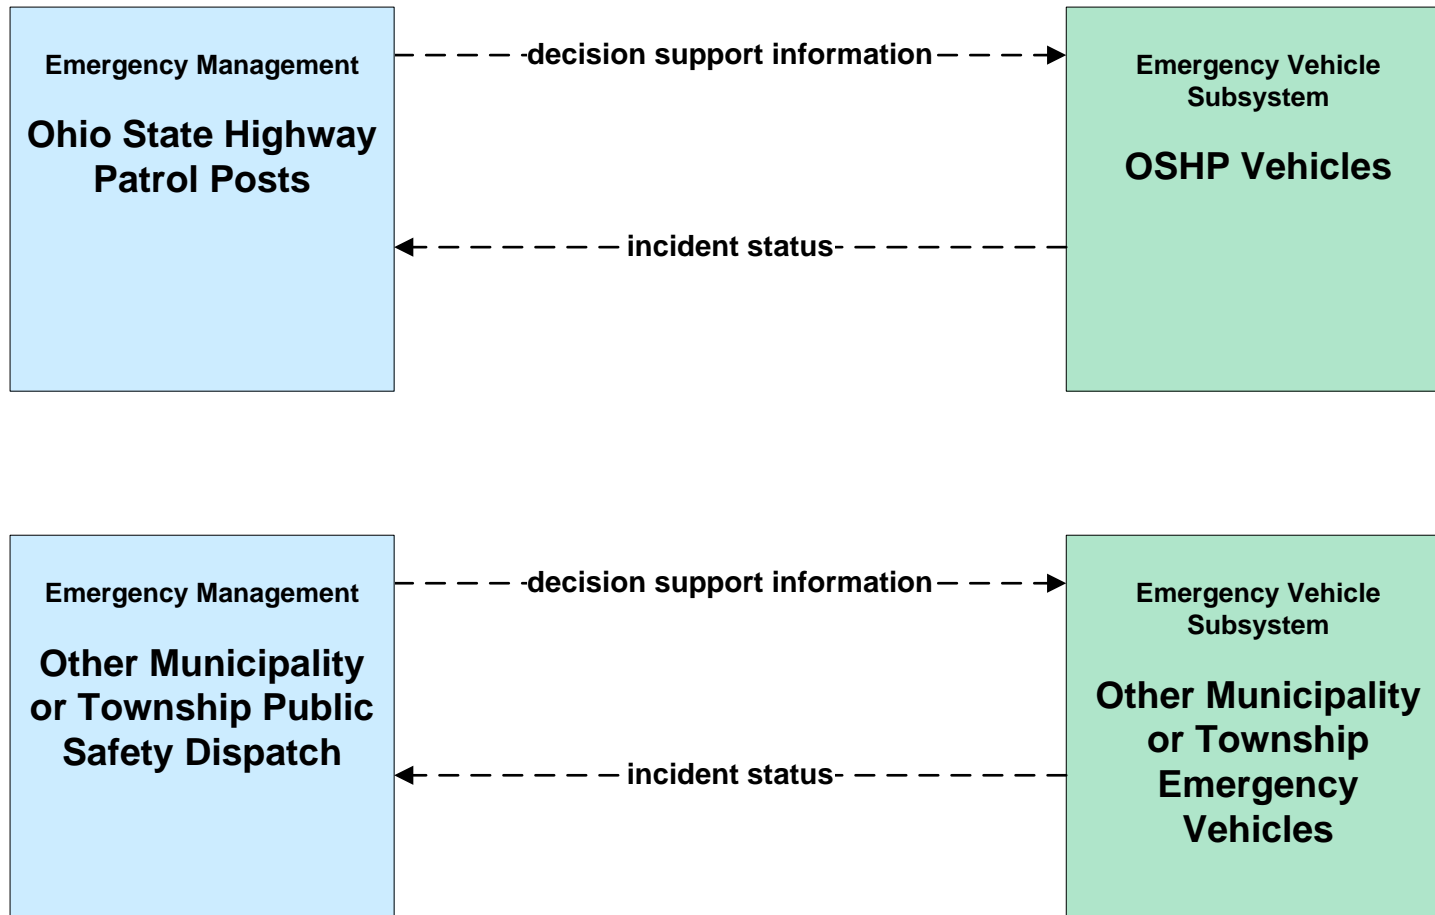 Emergency Management
Ohio State Highway
Patrol Posts
decision support information
incident status
Emergency Vehicle
Subsystem
OSHP Vehicles
Emergency Management
Other Municipality
or Township Public
Safety Dispatch
decision support information
incident status
Emergency Vehicle
Subsystem
Other Municipality
or Township
Emergency
Vehicles